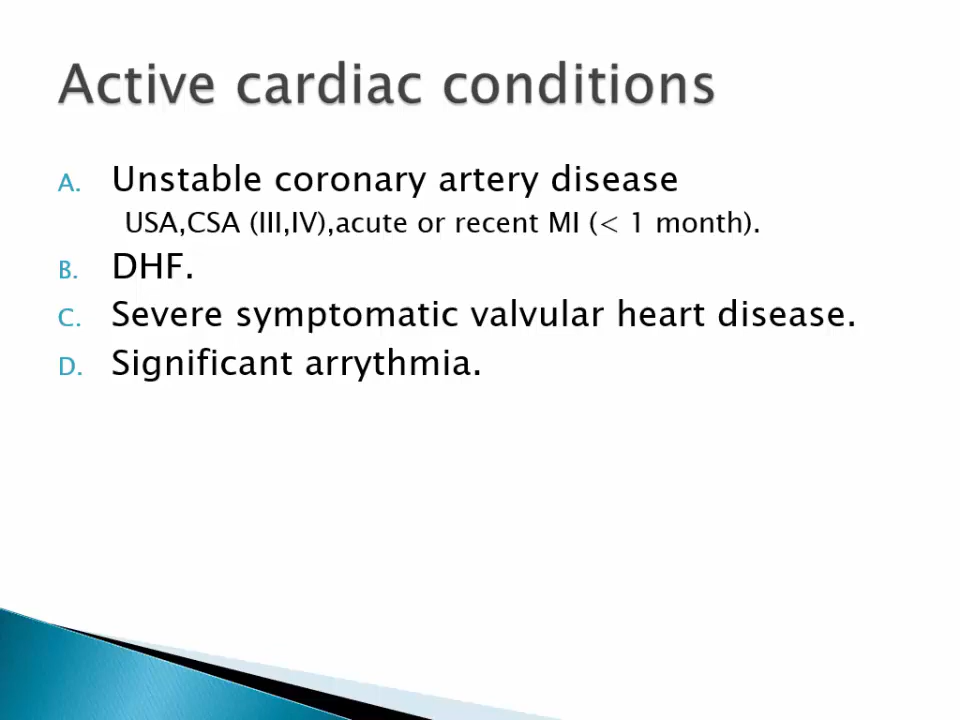 Active cardiac conditions
A. Unstable coronary artery disease
USA,CSA (III,IV),acute or recent MI (< 1 month).
B. DHF.
C. Severe symptomatic valvular heart disease.
D. Significant arrythmia.